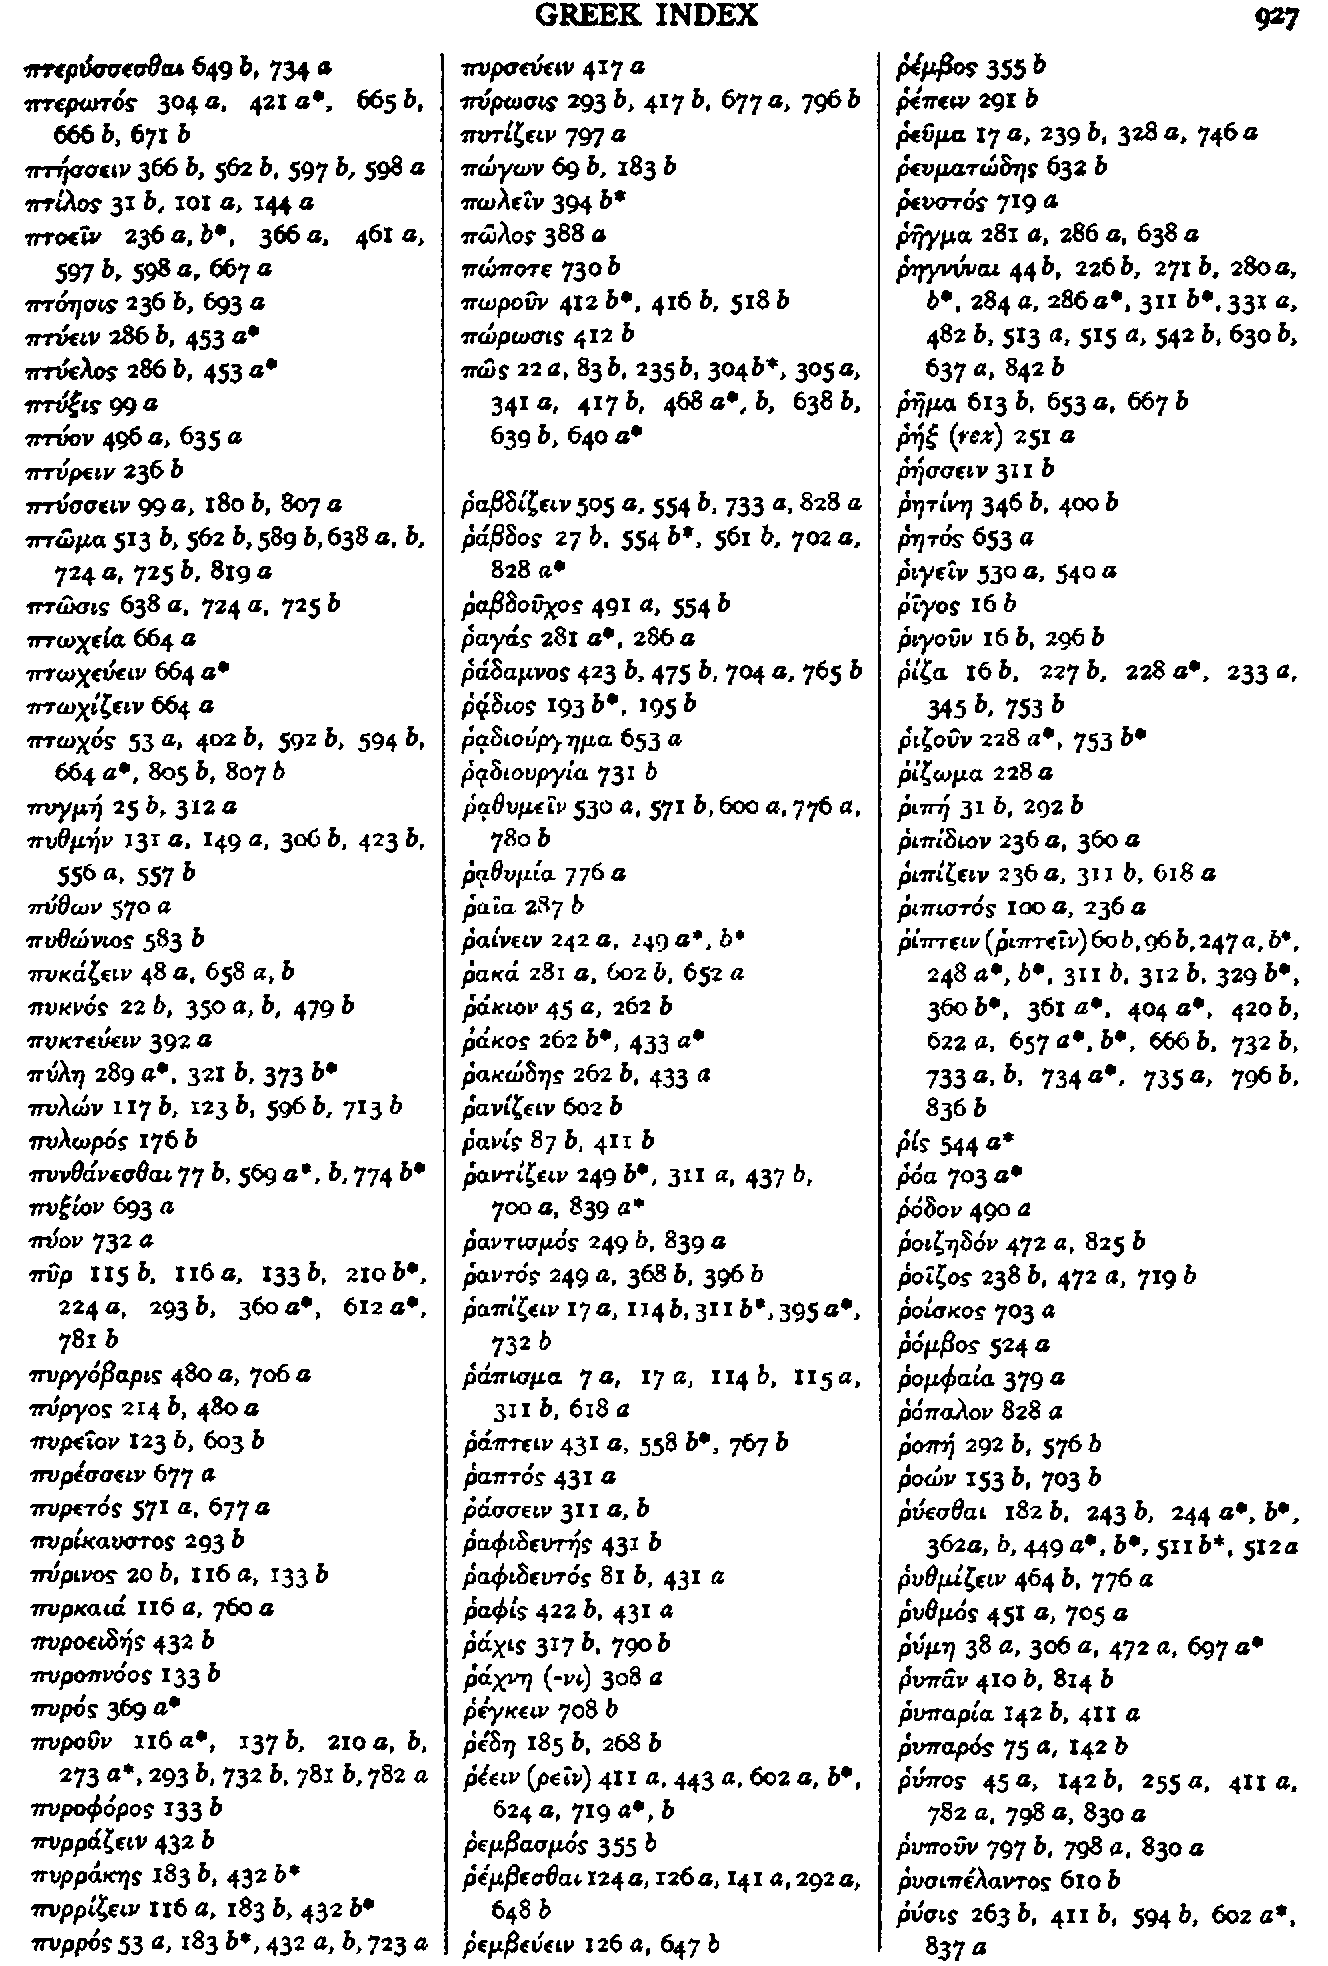 GREEK INDEX
927
πτερύσσεσθαι 649 b, 734 a
πτερωτός 304 a, 421 a*, 665 b,
666 b, 671 b
πτήσσειν 366 b, 562 b, 597 b, 598 a
πτίλος 31 b, 101 a, 144 a
πτοεῖν 236 a, b*, 366 a, 461 a,
597 b, 598 a, 667 a
πτόησις 236 b, 693 a
πτύειν 286 b, 453 a*
πτύελος 286 b, 453 a*
πτύξις 99 a
πτύον 496 a, 635 a
πτύρειν 236 b
πτύσσειν 99 a, 180 b, 807 a
πτῶμα 513 b, 562 b, 589 b, 638 a, b,
724 a, 725 b, 819 a
πτῶσις 638 a, 724 a, 725 b
πτωχεία 664 a
πτωχεύειν 664 a*
πτωχίζειν 664 a
πτωχός 53 a, 402 b, 592 b, 594 b,
664 a*, 805 b, 807 b
πυγμή 25 b, 312 a
πυθμήν 131 a, 149 a, 306 b, 423 b,
556 a, 557 b
πύθων 570 a
πυθώνιος 583 b
πυκάζειν 48 a, 658 a, b
πυκνός 22 b, 350 a, b, 479 b
πυκτεύειν 392 a
πύλη 289 a*, 321 b, 373 b*
πυλών 117 b, 123 b, 596 b, 713 b
πυλωρός 176 b
πυνθάνεσθαι 77 b, 569 a*, b, 774 b*
πυξίον 693 a
πύον 732 a
πῦρ 115 b, 116 a, 133 b, 210 b*,
224 a, 293 b, 360 a*, 612 a*,
781 b
πυργόβαρις 480 a, 706 a
πύργος 214 b, 480 a
πυρεῖον 123 b, 603 b
πυρέσσειν 677 a
πυρετός 571 a, 677 a
πυρίκαυστος 293 b
πύρινος 20 b, 116 a, 133 b
πυρκαιά 116 a, 760 a
πυροειδής 432 b
πυροπνόος 133 b
πυρός 369 a*
πυροῦν 116 a*, 137 b, 210 a, b,
273 a*, 293 b, 732 b, 781 b, 782 a
πυροφόρος 133 b
πυρράζειν 432 b
πυρράκης 183 b, 432 b*
πυρρίζειν 116 a, 183 b, 432 b*
πυρρός 53 a, 183 b*, 432 a, b, 723 a
πυρσεύειν 417 a
πύρωσις 293 b, 417 b, 677 a, 796 b
πυτίζειν 797 a
πώγων 69 b, 183 b
πωλεῖν 394 b*
πῶλος 388 a
πώποτε 730 b
πωροῦν 412 b*, 416 b, 518 b
πώρωσις 412 b
πῶς 22 a, 83 b, 235 b, 304 b*, 305 a,
341 a, 417 b, 468 a*, b, 638 b,
639 b, 640 a*
ῥαβδίζειν 505 a, 554 b, 733 a, 828 a
ῥάβδος 27 b, 554 b*, 561 b, 702 a,
828 a*
ῥαβδοῦχος 491 a, 554 b
ῥαγάς 281 a*, 286 a
ῥάδαμνος 423 b, 475 b, 704 a, 765 b
ῥᾴδιος 193 b*, 195 b
ῥᾳδιούργημα 653 a
ῥᾳδιουργία 731 b
ῥᾳθυμεῖν 530 a, 571 b, 600 a, 776 a,
780 b
ῥᾳθυμία 776 a
ῥαΐα 287 b
ῥαίνειν 242 a, 249 a*, b*
ῥακά 281 a, 602 b, 652 a
ῥάκιον 45 a, 262 b
ῥάκος 262 b*, 433 a*
ῥακώδης 262 b, 433 a
ῥανίζειν 602 b
ῥανίς 87 b, 411 b
ῥαντίζειν 249 b*, 311 a, 437 b,
700 a, 839 a*
ῥαντισμός 249 b, 839 a
ῥαντός 249 a, 368 b, 396 b
ῥαπίζειν 17 a, 114 b, 311 b*, 395 a*,
732 b
ῥάπισμα 7 a, 17 a, 114 b, 115 a,
311 b, 618 a
ῥάπτειν 431 a, 558 b*, 767 b
ῥαπτός 431 a
ῥάσσειν 311 a, b
ῥαφιδευτής 431 b
ῥαφιδευτός 81 b, 431 a
ῥαφίς 422 b, 431 a
ῥάχις 317 b, 790 b
ῥάχνη (-νι) 308 a
ῥέγκειν 708 b
ῥέδη 185 b, 268 b
ῥέειν (ρεῖν) 411 a, 443 a, 602 a, b*,
624 a, 719 a*, b
ῥεμβασμός 355 b
ῥέμβεσθαι 124 a, 126 a, 141 a, 292 a,
648 b
ῥεμβεύειν 126 a, 647 b
ῥέμβος 355 b
ῥέπειν 291 b
ῥεῦμα 17 a, 239 b, 328 a, 746 a
ῥευματώδης 632 b
ῥευστός 719 a
ῥῆγμα 281 a, 286 a, 638 a
ῥηγνύναι 44 b, 226 b, 271 b, 280 a,
b*, 284 a, 286 a*, 311 b*, 331 a,
482 b, 513 a, 515 a, 542 b, 630 b,
637 a, 842 b
ῥῆμα 613 b, 653 a, 667 b
ῥήξ (rex) 251 a
ῥήσσειν 311 b
ῥητίνη 346 b, 400 b
ῥητός 653 a
ῥιγεῖν 530 a, 540 a
ῥῖγος 16 b
ῥιγοῦν 16 b, 296 b
ῥίζα 16 b, 227 b, 228 a*, 233 a,
345 b, 753 b
ῥιζοῦν 228 a*, 753 b*
ῥίζωμα 228 a
ῥιπή 31 b, 292 b
ῥιπίδιον 236 a, 360 a
ῥιπίζειν 236 a, 311 b, 618 a
ῥιπιστός 100 a, 236 a
ῥίπτειν (ῥιπτεῖν) 60 b, 96 b, 247 a, b*,
248 a*, b*, 311 b, 312 b, 329 b*,
360 b*, 361 a*, 404 a*, 420 b,
622 a, 657 a*, b*, 666 b, 732 b,
733 a, b, 734 a*, 735 a, 796 b,
836 b
ῥίς 544 a*
ῥόα 703 a*
ῥόδον 490 a
ῥοιζηδόν 472 a, 825 b
ῥοῖζος 238 b, 472 a, 719 b
ῥοίσκος 703 a
ῥόμβος 524 a
ῥομφαία 379 a
ῥόπαλον 828 a
ῥοπή 292 b, 576 b
ῥοών 153 b, 703 b
ῥύεσθαι 182 b, 243 b, 244 a*, b*,
362 a, b, 449 a*, b*, 511 b*, 512 a
ῥυθμίζειν 464 b, 776 a
ῥυθμός 451 a, 705 a
ῥύμη 38 a, 306 a, 472 a, 697 a*
ῥυπᾶν 410 b, 814 b
ῥυπαρία 142 b, 411 a
ῥυπαρός 75 a, 142 b
ῥύπος 45 a, 142 b, 255 a, 411 a,
782 a, 798 a, 830 a
ῥυποῦν 797 b, 798 a, 830 a
ῥυσιπέλαντος 610 b
ῥύσις 263 b, 411 b, 594 b, 602 a*,
837 a